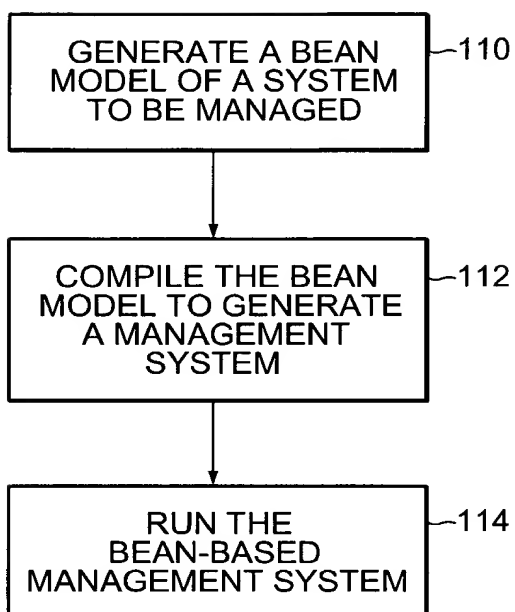 GENERATE A BEAN
MODEL OF A SYSTEM
TO BE MANAGED
110
COMPILE THE BEAN
MODEL TO GENERATE
A MANAGEMENT
SYSTEM
112
RUN THE
BEAN-BASED
MANAGEMENT SYSTEM
114